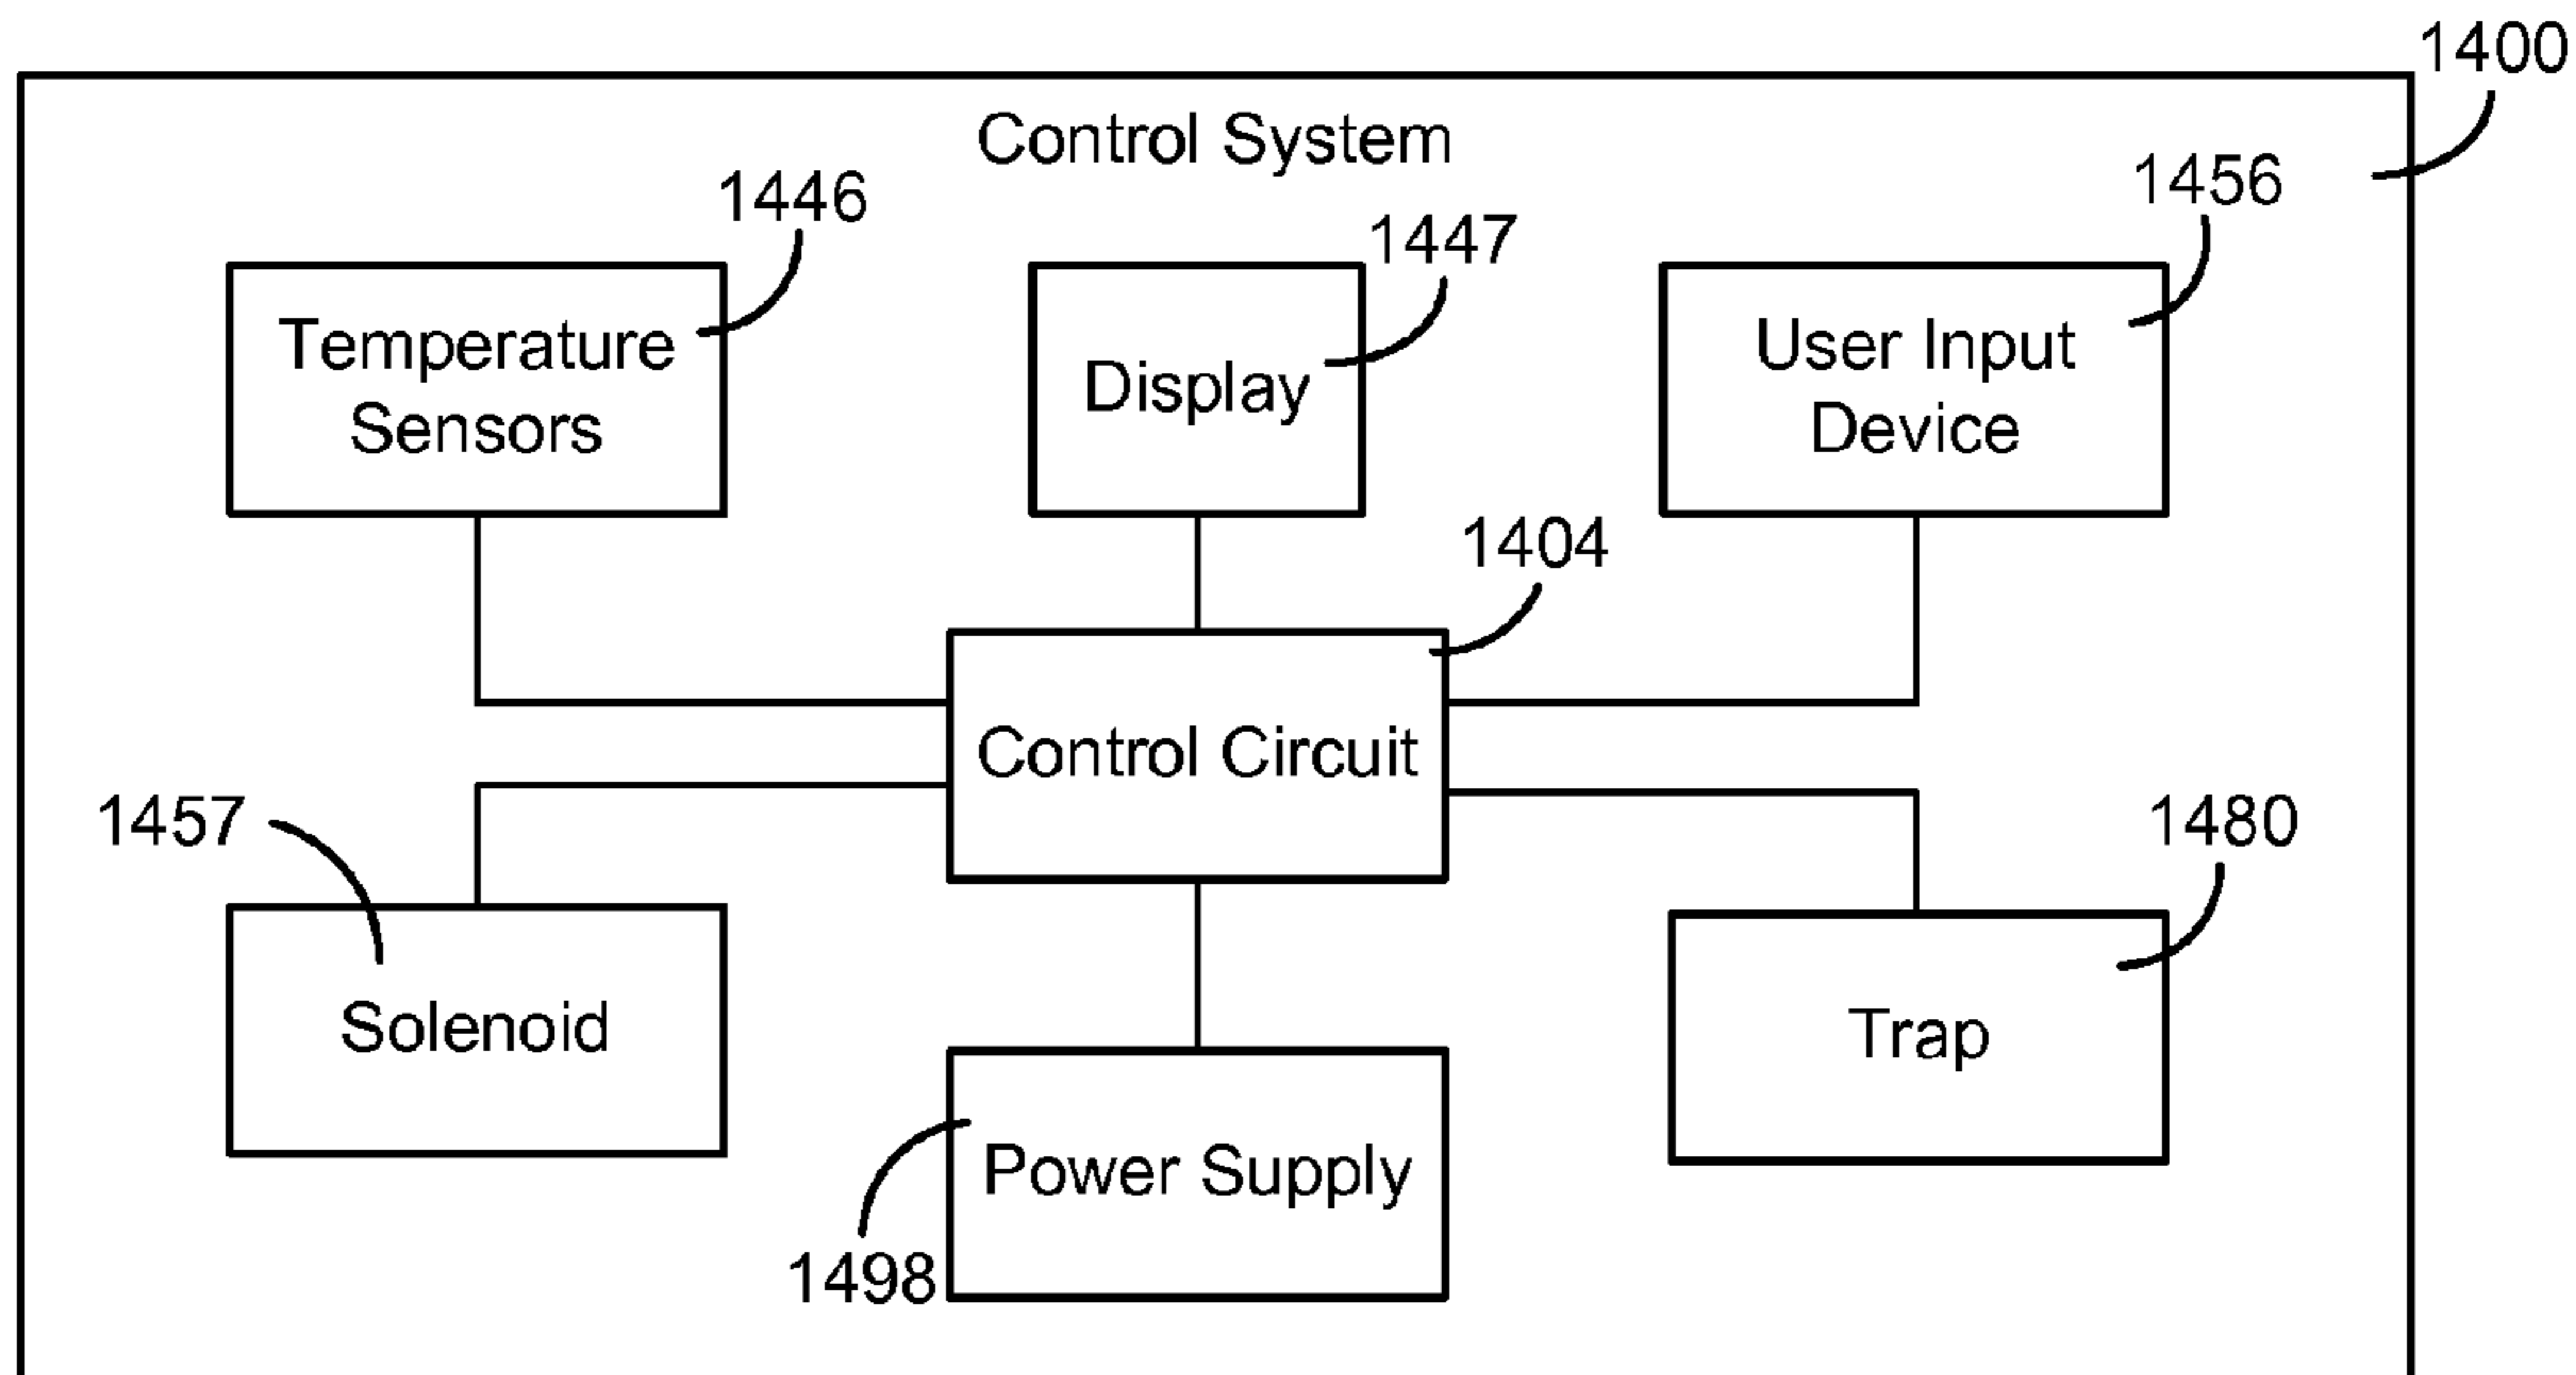 1400
Control System
1446
1447
1456
Temperature
Sensors
Display
User Input
Device
1404
Control Circuit
1457
1480
Solenoid
Trap
Power Supply
1498